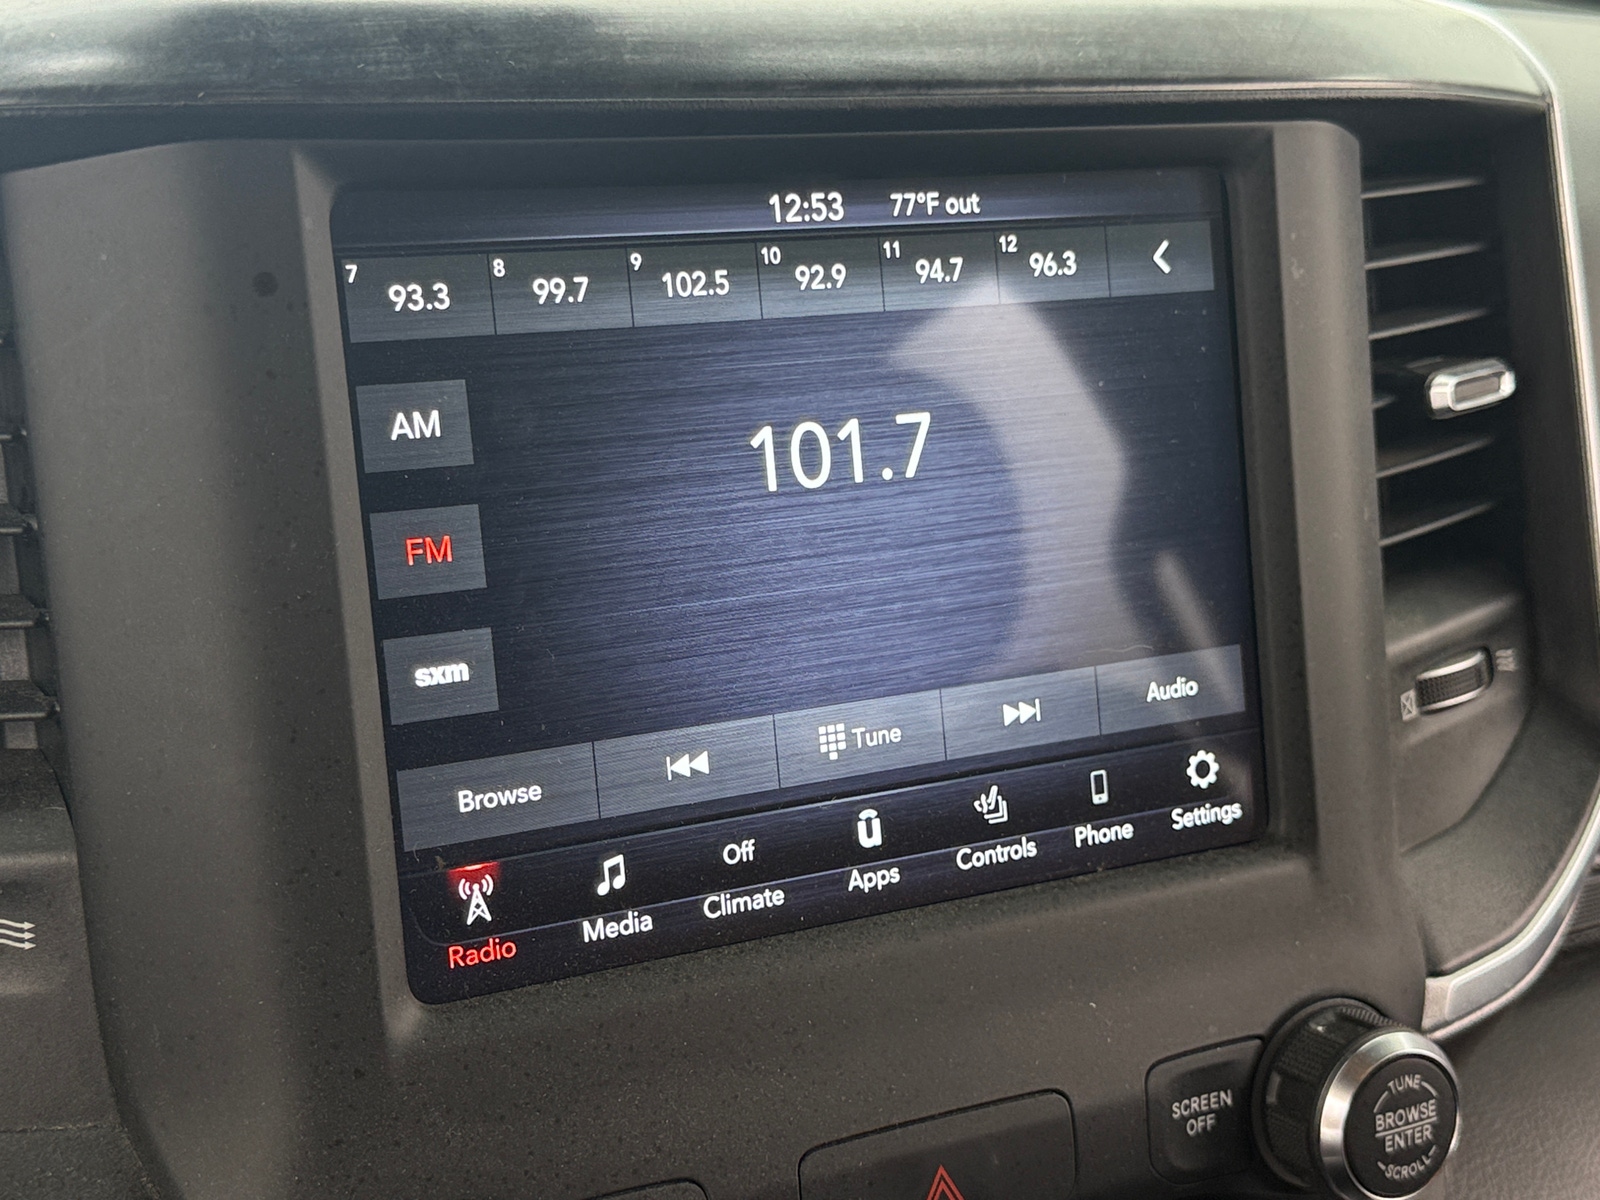 12:53 77°F out
7 93.3 8 99.7 9 102.5 10 92.9 11 94.7 12 96.3
AM
101.7
FM
sxm
Browse Tune Audio
Off
Radio Media Climate Apps Controls Phone Settings
SCREEN
OFF
TUNE
BROWSE
ENTER
SCROLL